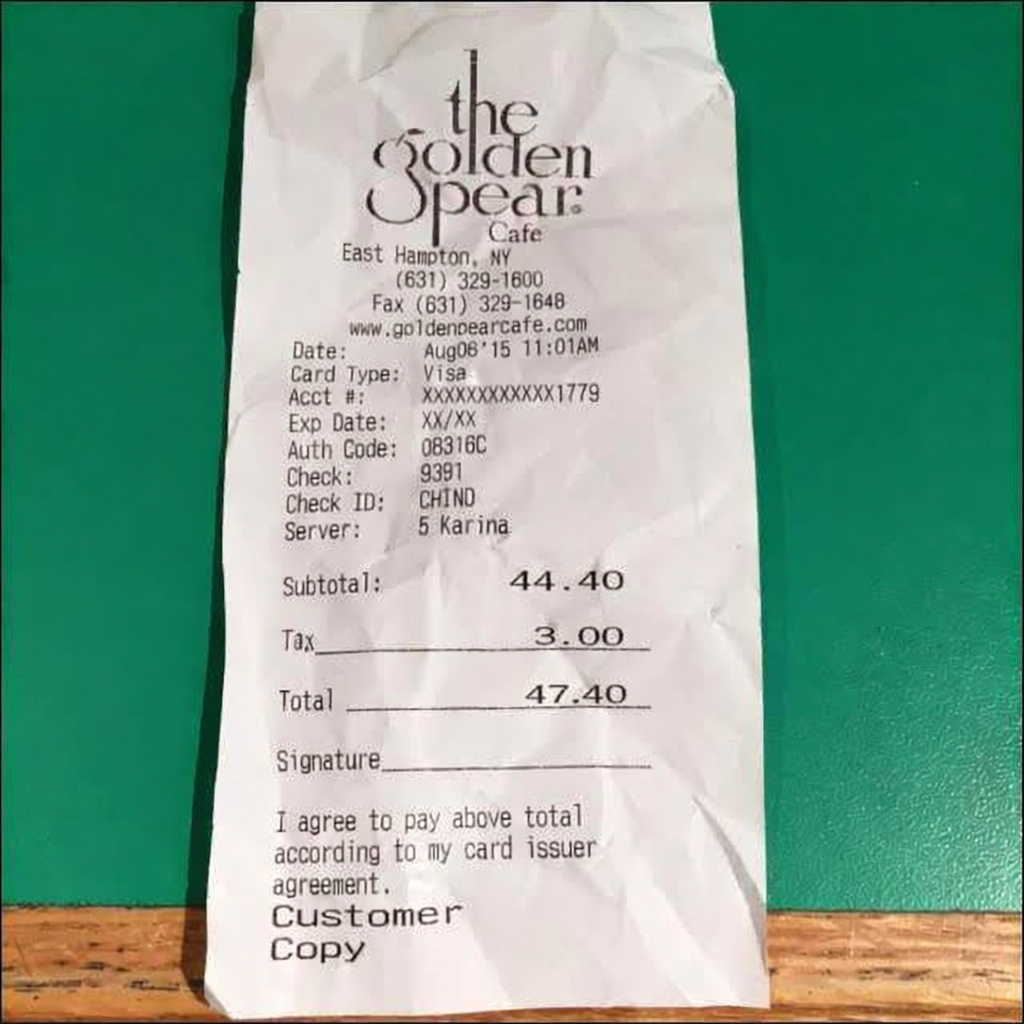 the
golden
pear
Cafe
East Hampton, NY
(631) 329-1600
Fax (631) 329-1648
www.goldenpearcafe.com
Date: Aug06'15 11:01AM
Card Type: Visa
Acct #: XXXXXXXXXXXX1779
Exp Date: XX/XX
Auth Code: 08316C
Check: 9391
Check ID: CHINO
Server: 5 Karina
Subtotal: 44.40
Tax 3.00
Total 47.40
Signature
I agree to pay above total
according to my card issuer
agreement.
Customer
Copy